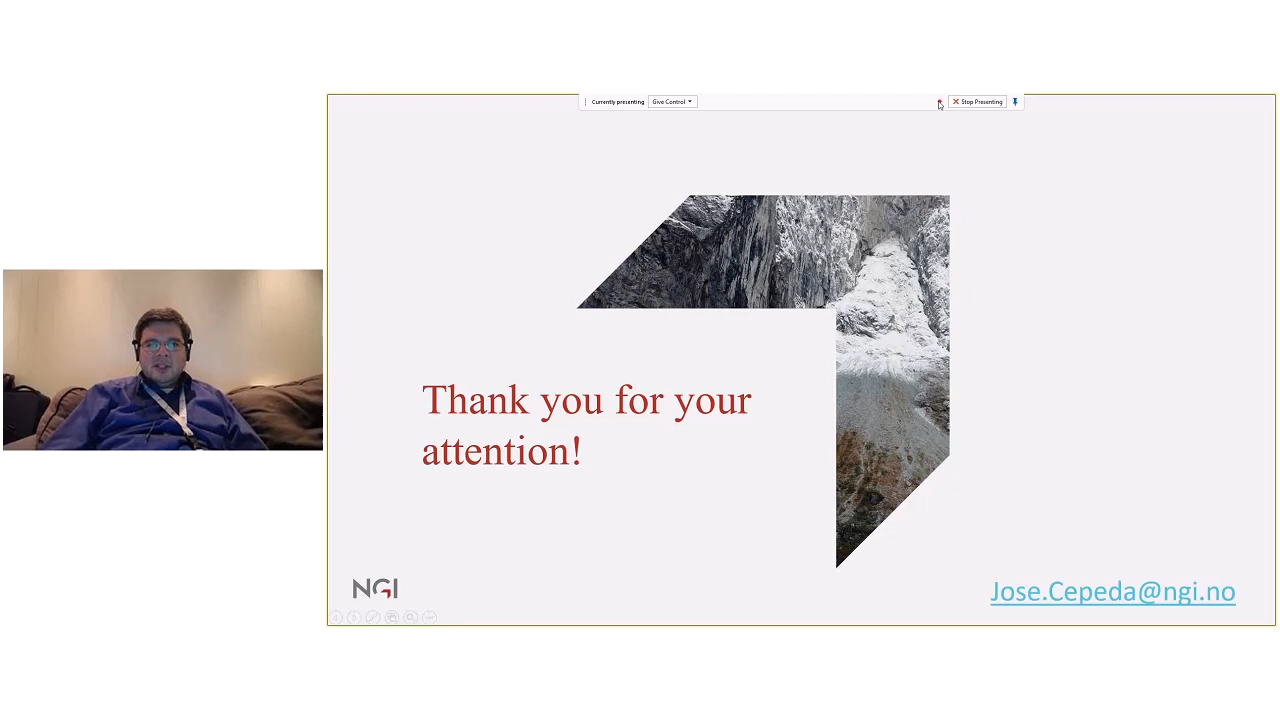 Currently presenting Give Control Stop Presenting
Thank you for your
attention!
NGI
Jose.Cepeda@ngi.no